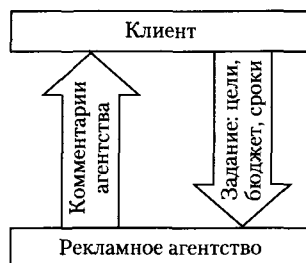 Клиент
Комментарии
агентства
Задание: цели,
бюджет, сроки
Рекламное агентство